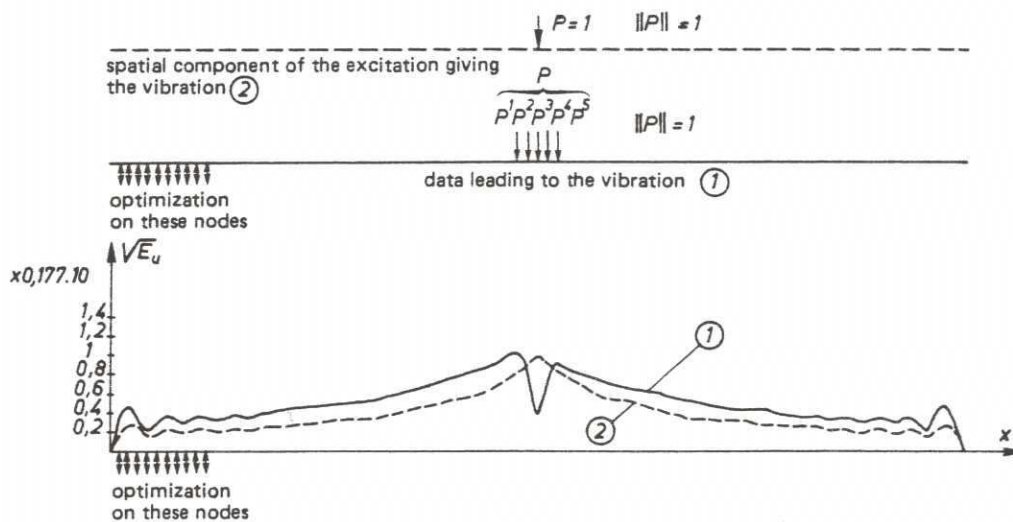 P = 1 ||P|| = 1
spatial component of the excitation giving
the vibration ②
P
P¹P²P³P⁴P⁵ ||P|| = 1
data leading to the vibration ①
optimization
on these nodes
√E̅ᵤ
x0,177.10
1,4
1,2
1
0,8
0,6
0,4
0,2
①
②
x
optimization
on these nodes